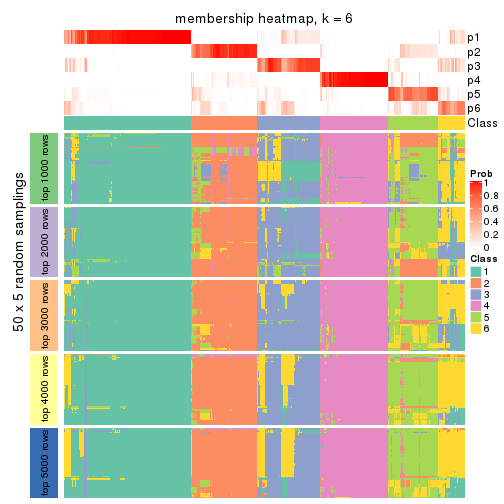 membership heatmap, k = 6
p1
p2
p3
p4
p5
p6
Class
50 x 5 random samplings
top 1000 rows
top 2000 rows
top 3000 rows
top 4000 rows
top 5000 rows
Prob
1
0.8
0.6
0.4
0.2
0
Class
1
2
3
4
5
6